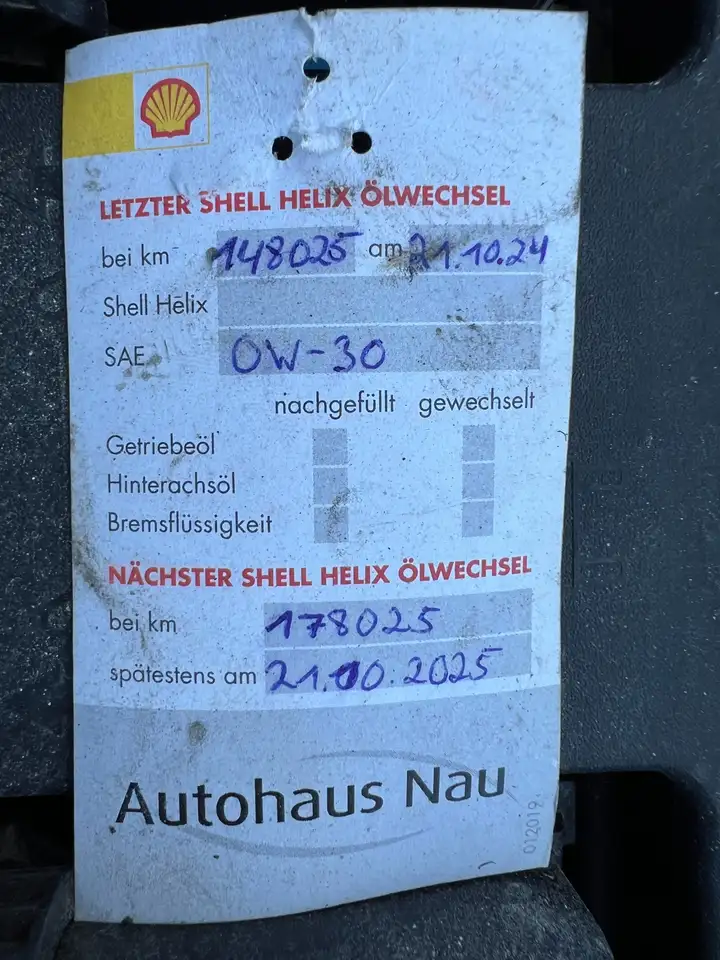 LETZTER SHELL HELIX ÖLWECHSEL
bei km 148025 am 21.10.24
Shell Helix
SAE 0W-30
nachgefüllt gewechselt
Getriebeöl
Hinterachsöl
Bremsflüssigkeit
NÄCHSTER SHELL HELIX ÖLWECHSEL
bei km 178025
spätestens am 21.10.2025
Autohaus Nau
012019